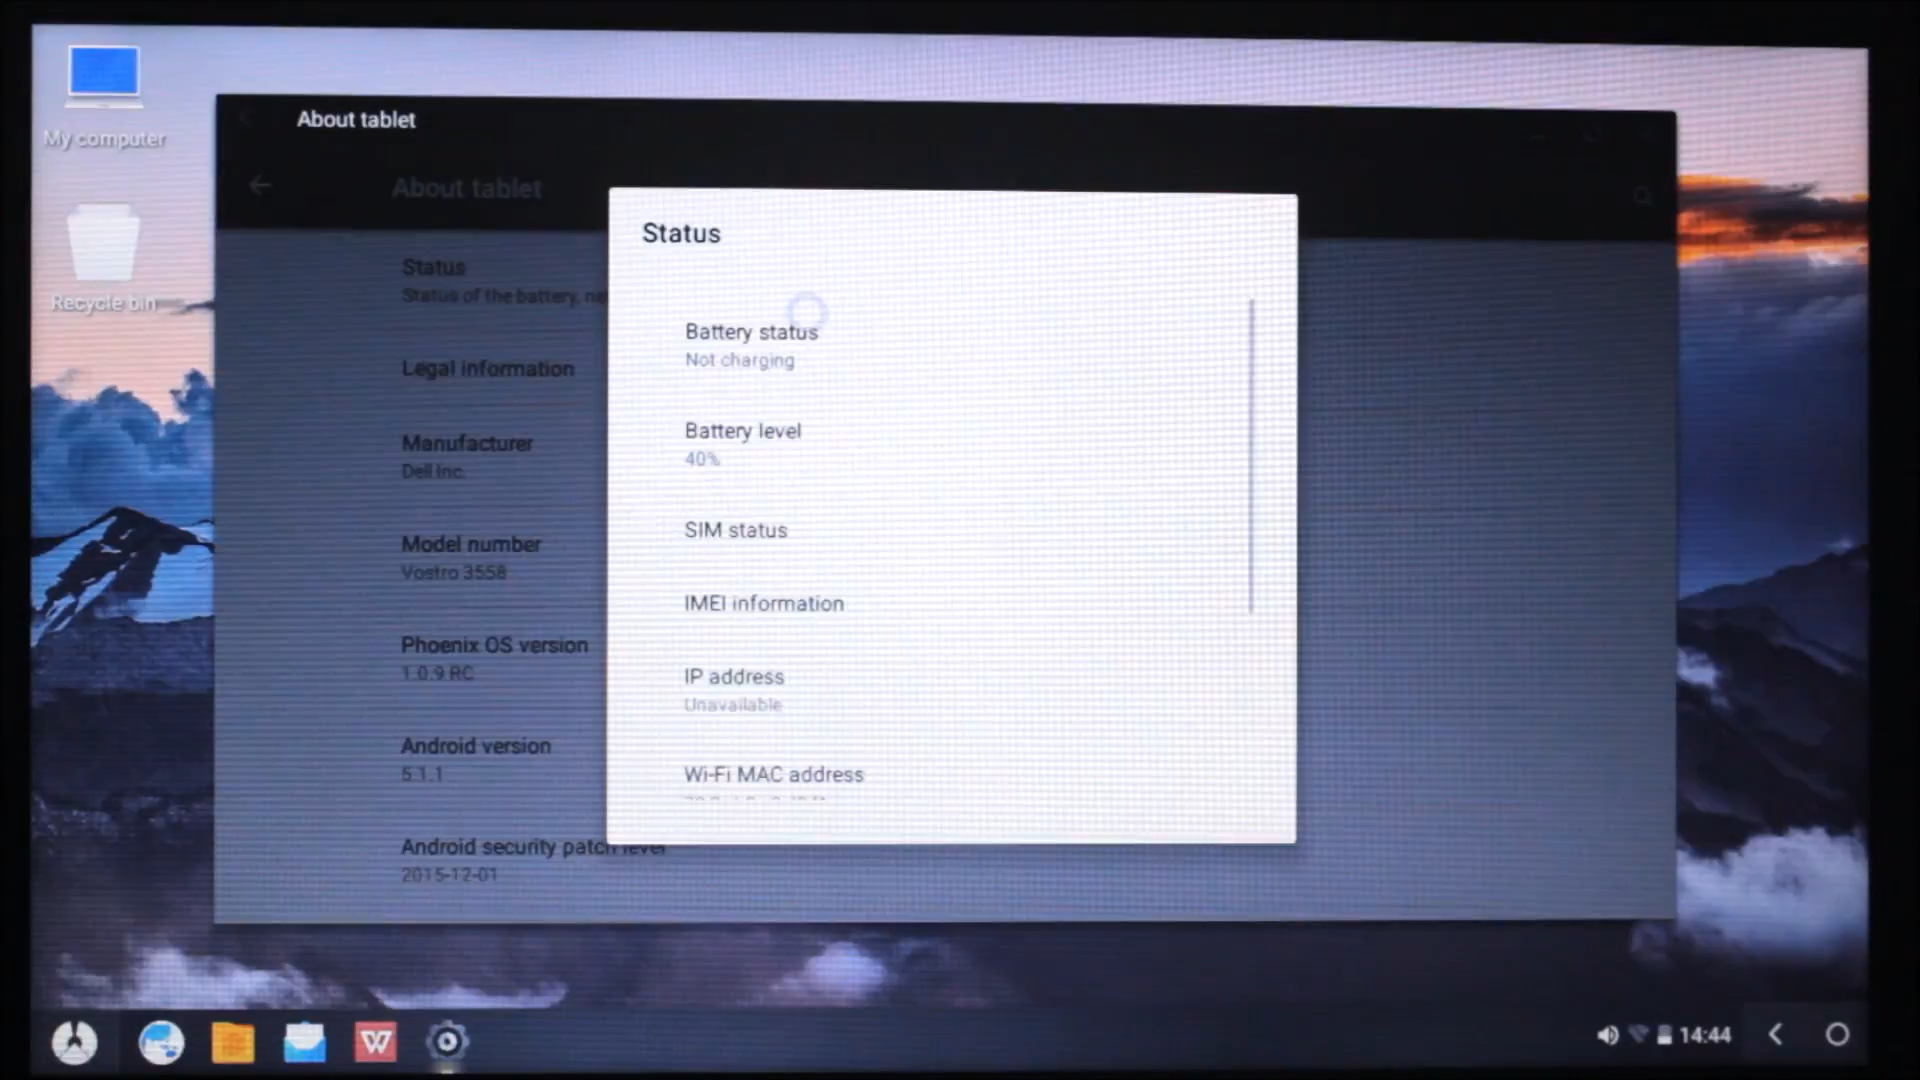 My computer
Recycle bin
About tablet
About tablet
Status
Status of the battery,
Legal information
Manufacturer
Dell Inc.
Model number
Vostro 3558
Phoenix OS version
1.0.9 RC
Android version
5.1.1
Android security patch level
2015-12-01
Status
Battery status
Not charging
Battery level
40%
SIM status
IMEI information
IP address
Unavailable
Wi-Fi MAC address
W
14:44